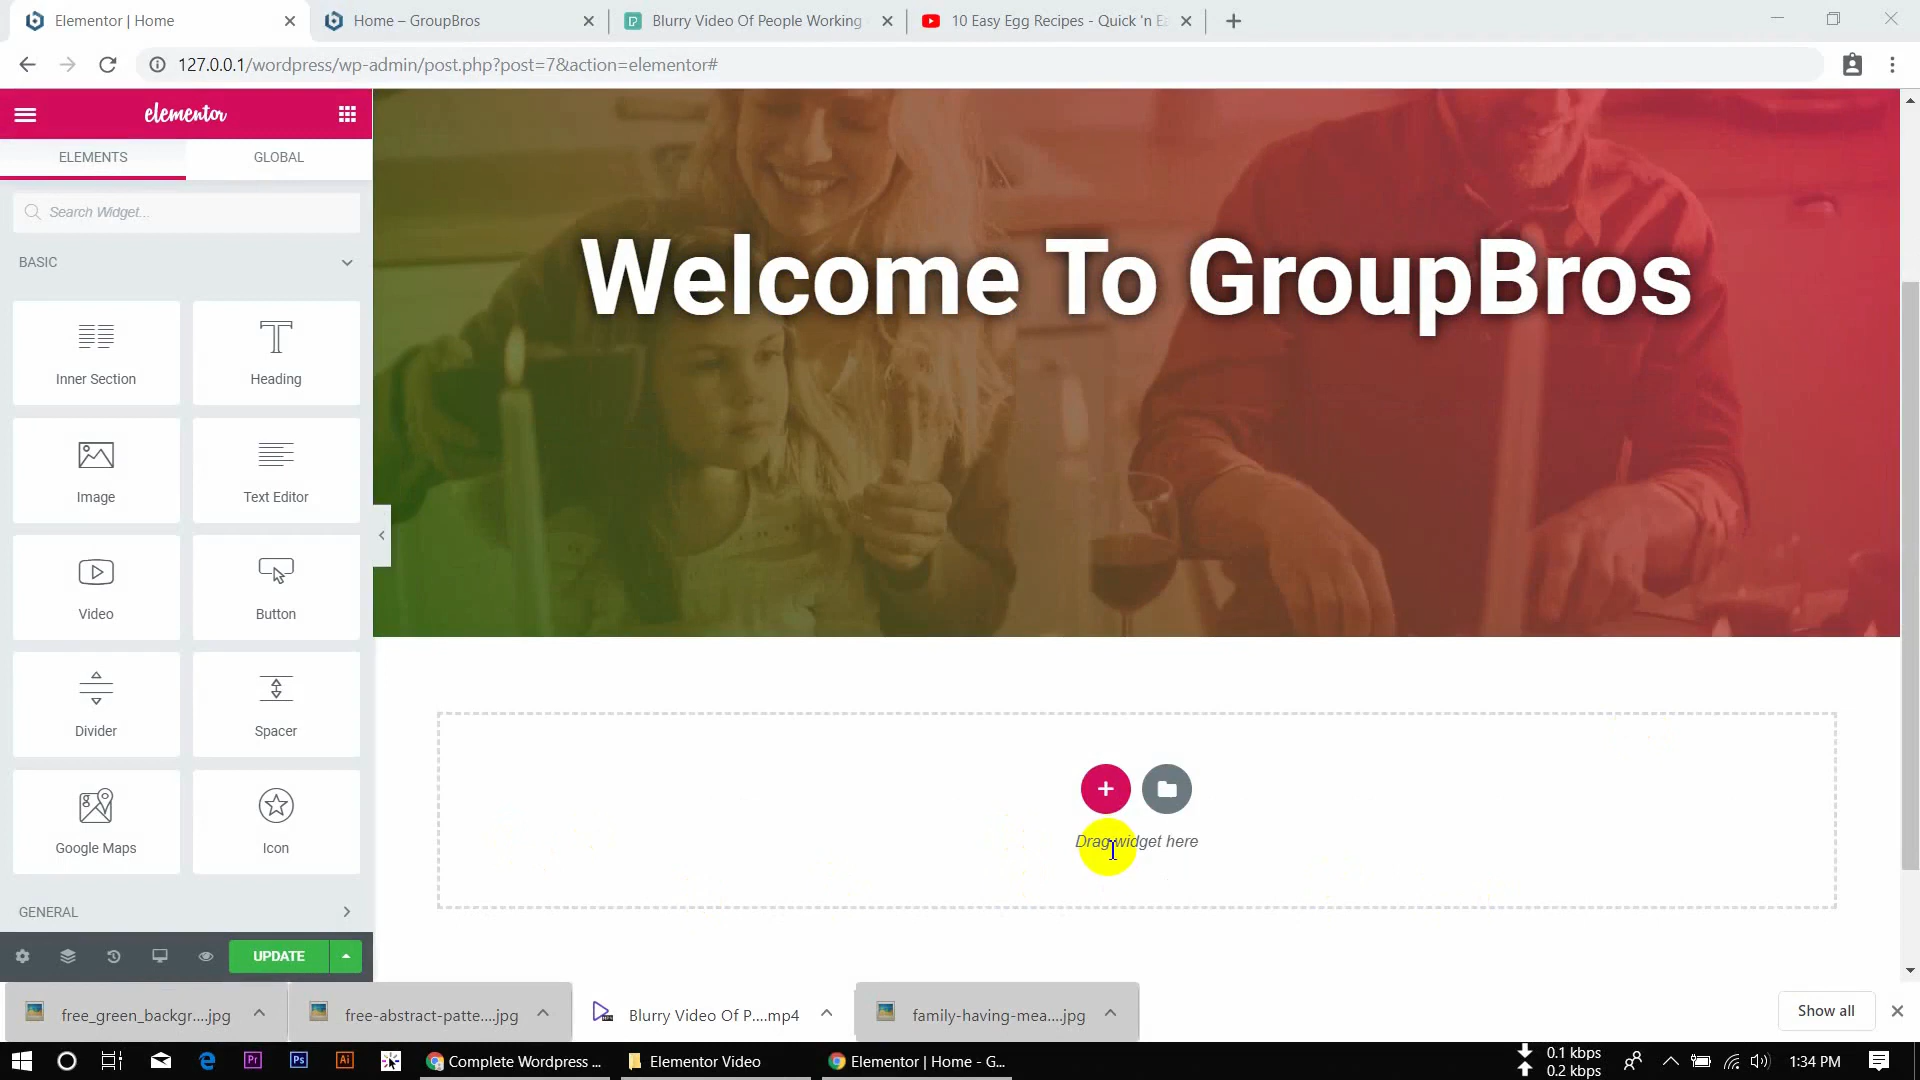 Elementor | Home
Home – GroupBros
Blurry Video Of People Working
10 Easy Egg Recipes - Quick 'n Ea
127.0.0.1/wordpress/wp-admin/post.php?post=7&action=elementor#
elementor
ELEMENTS
GLOBAL
Search Widget...
BASIC
Inner Section
Heading
Image
Text Editor
Video
Button
Divider
Spacer
Google Maps
Icon
GENERAL
UPDATE
Welcome To GroupBros
Drag widget here
free_green_backgr....jpg
free-abstract-patte....jpg
Blurry Video Of P....mp4
family-having-mea....jpg
Show all
Pr
Ps
Ai
Complete Wordpress ...
Elementor Video
Elementor | Home - G...
0.1 kbps
0.2 kbps
1:34 PM